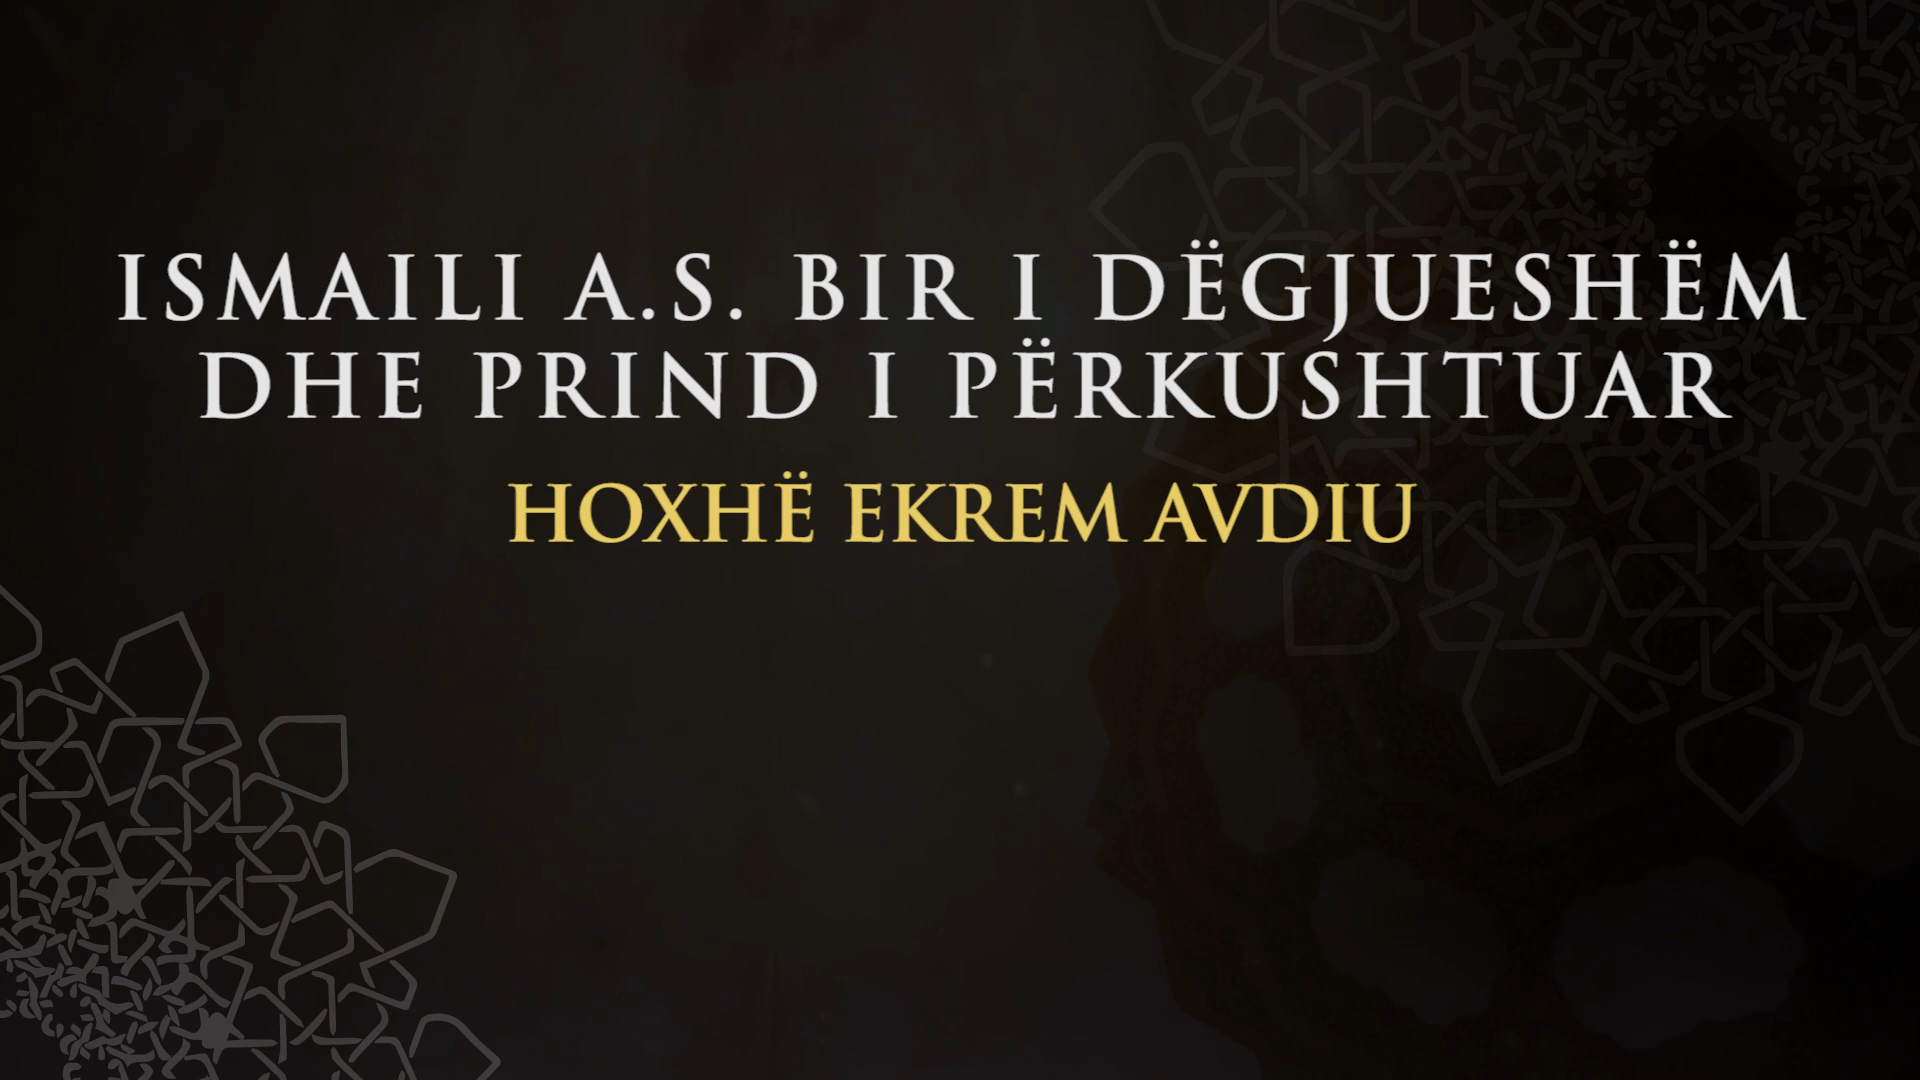 ISMAILI A.S. BIR I DËGJUESHËM
DHE PRIND I PËRKUSHTUAR
HOXHË EKREM AVDIU